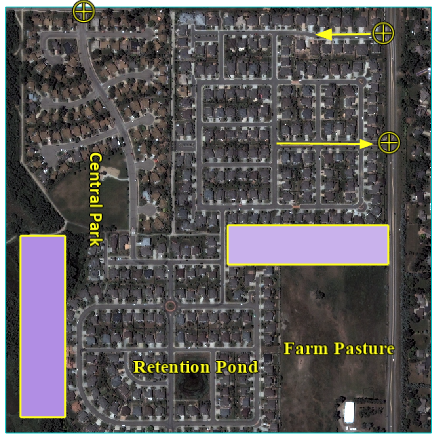 Central Park
Farm Pasture
Retention Pond